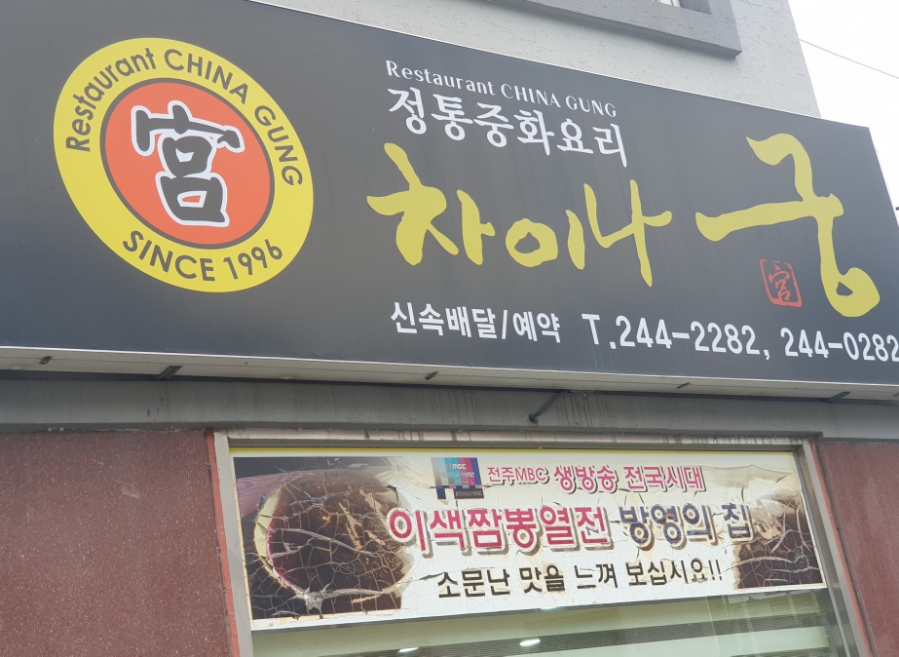 Restaurant CHINA GUNG
宮
SINCE 1996
Restaurant CHINA GUNG
정통중화요리
차이나궁
宮
신속배달/예약 T.244-2282, 244-0282
MBC
전주MBC 생방송 전국시대
이색짬뽕열전 방영의 집
소문난 맛을 느껴 보십시요!!